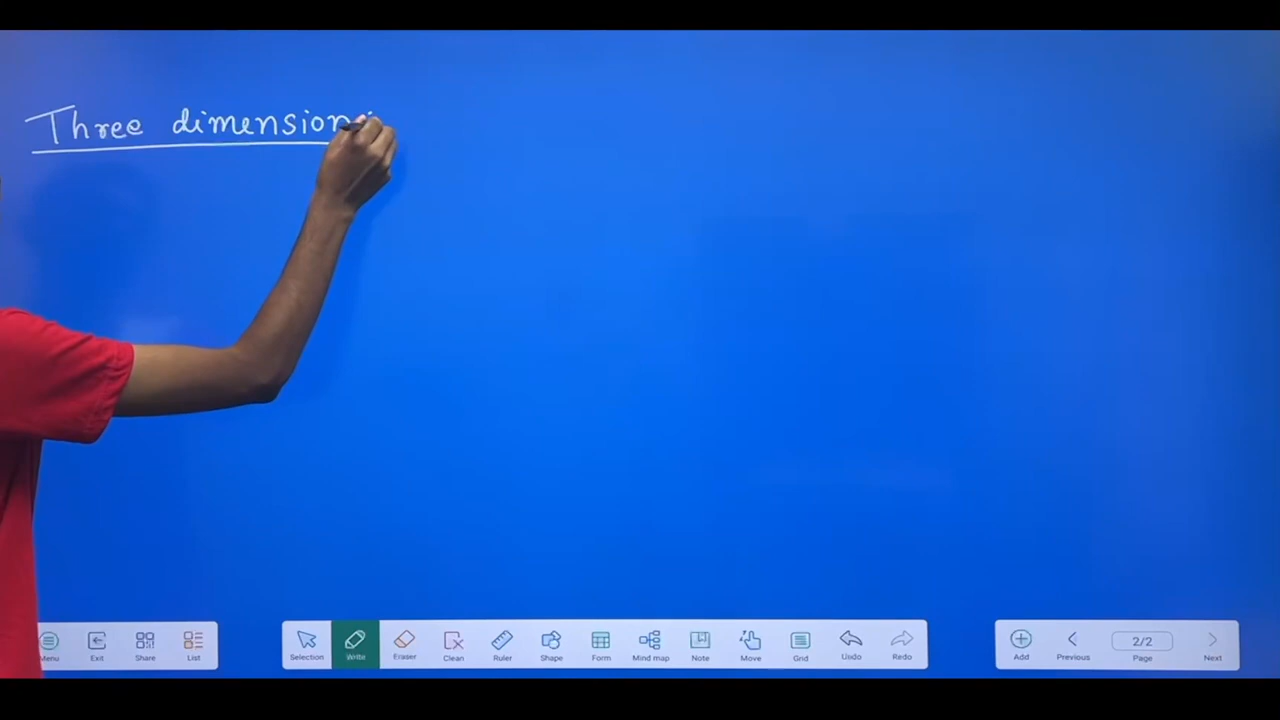 Three dimension
Menu Exit Share List Selection Write Eraser Clean Ruler Shape Form Mind map Note Move Grid Undo Redo Add Previous 2/2 Page Next